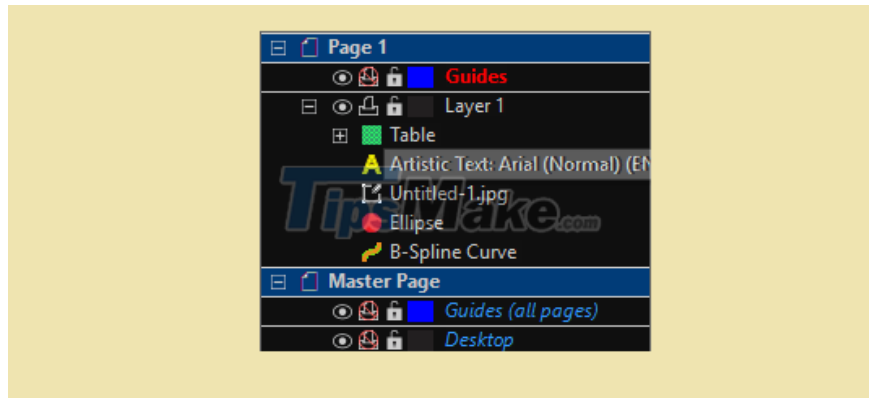 Page 1
Guides
Layer 1
Table
Artistic Text: Arial (Normal) (EN
Untitled-1.jpg
TipsMake.com
Ellipse
B-Spline Curve
Master Page
Guides (all pages)
Desktop